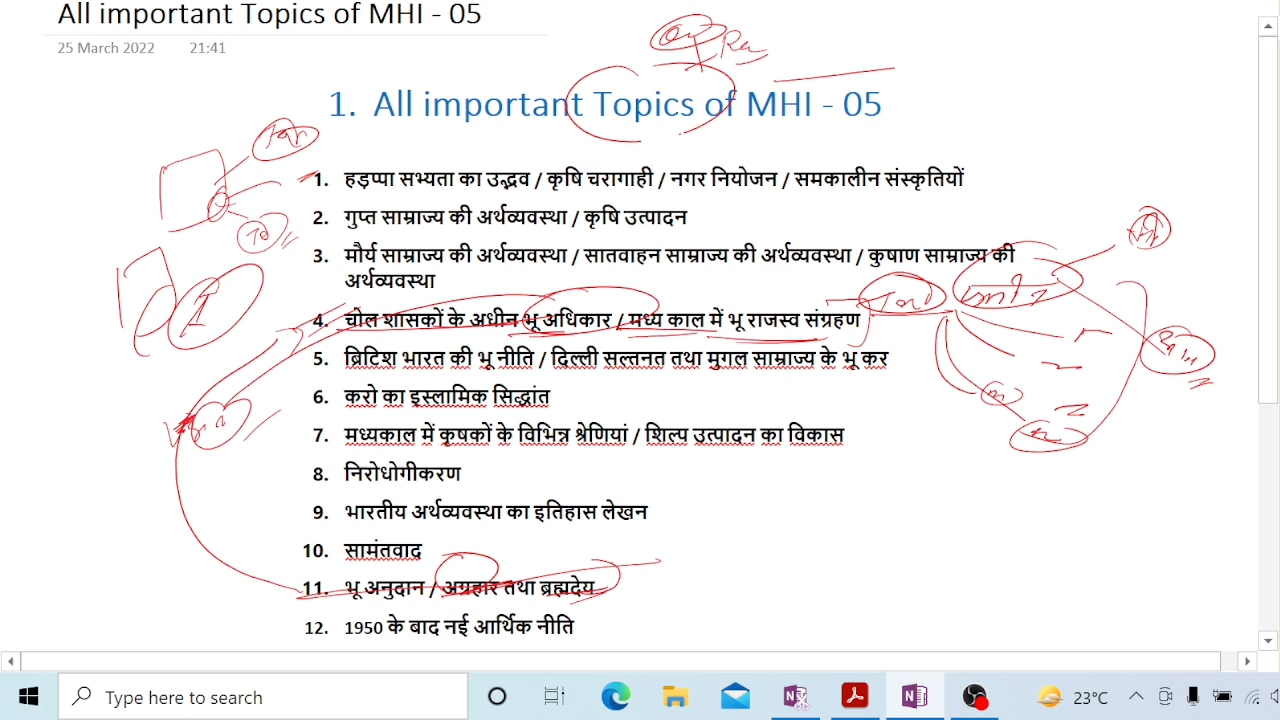 All important Topics of MHI - 05
25 March 2022 21:41
1. All important Topics of MHI - 05
1. हड़प्पा सभ्यता का उद्भव / कृषि चरागाही / नगर नियोजन / समकालीन संस्कृतियों
2. गुप्त साम्राज्य की अर्थव्यवस्था / कृषि उत्पादन
3. मौर्य साम्राज्य की अर्थव्यवस्था / सातवाहन साम्राज्य की अर्थव्यवस्था / कुषाण साम्राज्य की
अर्थव्यवस्था
4. चोल शासकों के अधीन भू अधिकार / मध्य काल में भू राजस्व संग्रहण
5. ब्रिटिश भारत की भू नीति / दिल्ली सल्तनत तथा मुगल साम्राज्य के भू कर
6. करो का इस्लामिक सिद्धांत
7. मध्यकाल में कृषकों के विभिन्न श्रेणियां / शिल्प उत्पादन का विकास
8. निरोधोगीकरण
9. भारतीय अर्थव्यवस्था का इतिहास लेखन
10. सामंतवाद
11. भू अनुदान / अग्रहार तथा ब्रह्मदेय
12. 1950 के बाद नई आर्थिक नीति
Type here to search
23°C